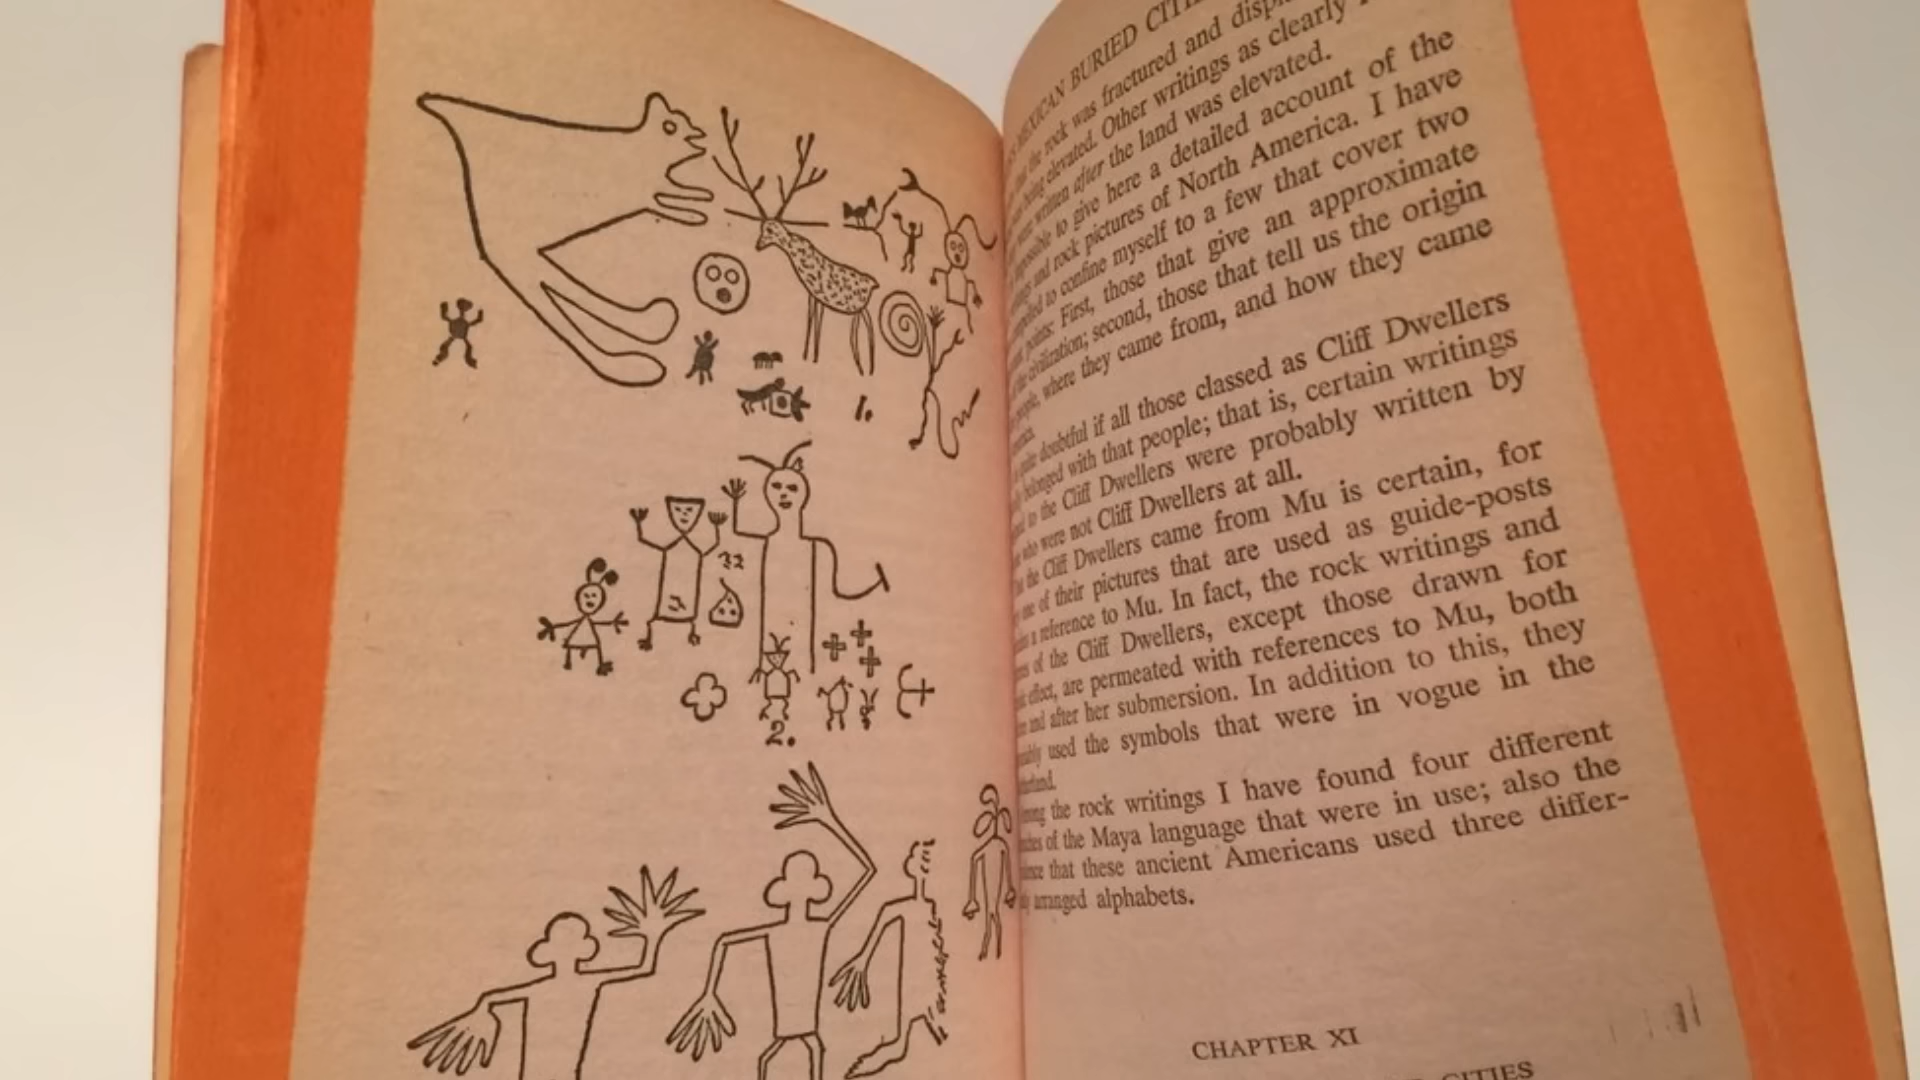 1.
2.
MEXICAN BURIED
the rock was fractured and
being elevated. Other writings as clearly
written after the land was elevated.
to give here a detailed account of the
and rock pictures of North America. I have
to confine myself to a few that cover two
points: First, those that give an approximate
civilization; second, those that tell us the origin
people, where they came from, and how they came
doubtful if all those classed as Cliff Dwellers
belonged with that people; that is, certain writings
to the Cliff Dwellers were probably written by
who were not Cliff Dwellers at all.
the Cliff Dwellers came from Mu is certain, for
one of their pictures that are used as guide-posts
a reference to Mu. In fact, the rock writings and
of the Cliff Dwellers, except those drawn for
effect, are permeated with references to Mu, both
and after her submersion. In addition to this, they
used the symbols that were in vogue in the
the rock writings I have found four different
of the Maya language that were in use; also the
that these ancient Americans used three differ-
arranged alphabets.
CHAPTER XI
CITIES